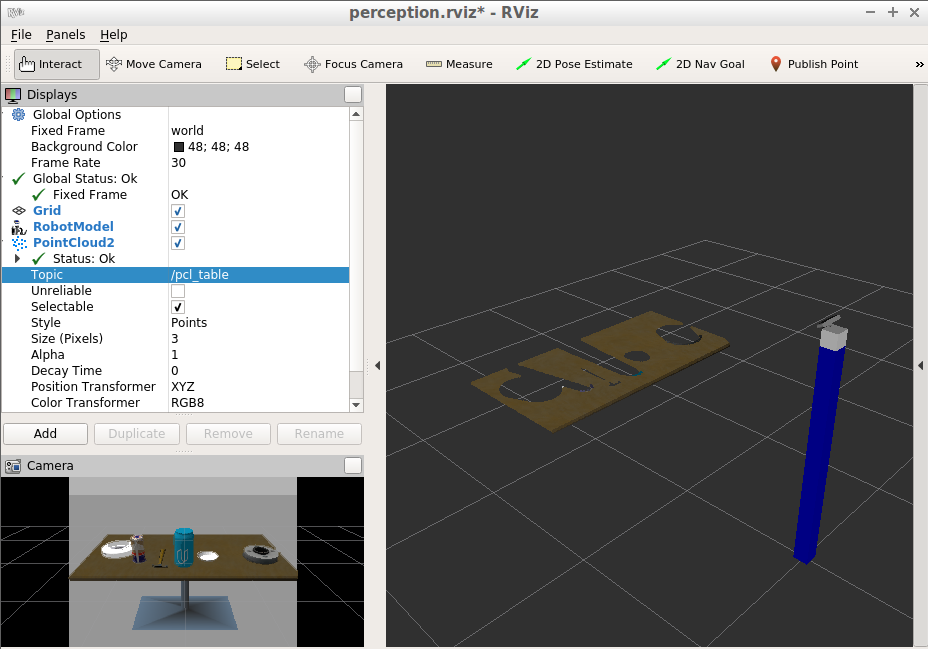 RViz
perception.rviz* - RViz
File Panels Help
Interact Move Camera Select Focus Camera Measure 2D Pose Estimate 2D Nav Goal Publish Point »
Displays
Global Options
Fixed Frame world
Background Color 48; 48; 48
Frame Rate 30
Global Status: Ok
Fixed Frame OK
Grid
RobotModel
PointCloud2
Status: Ok
Topic /pcl_table
Unreliable
Selectable
Style Points
Size (Pixels) 3
Alpha 1
Decay Time 0
Position Transformer XYZ
Color Transformer RGB8
Add Duplicate Remove Rename
Camera